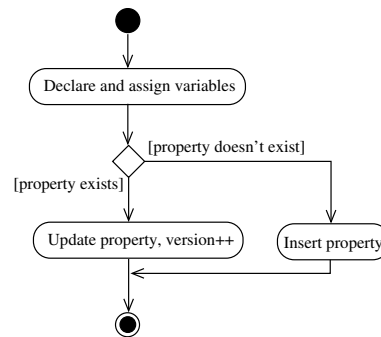 Declare and assign variables
[property doesn't exist]
[property exists]
Update property, version++
Insert property